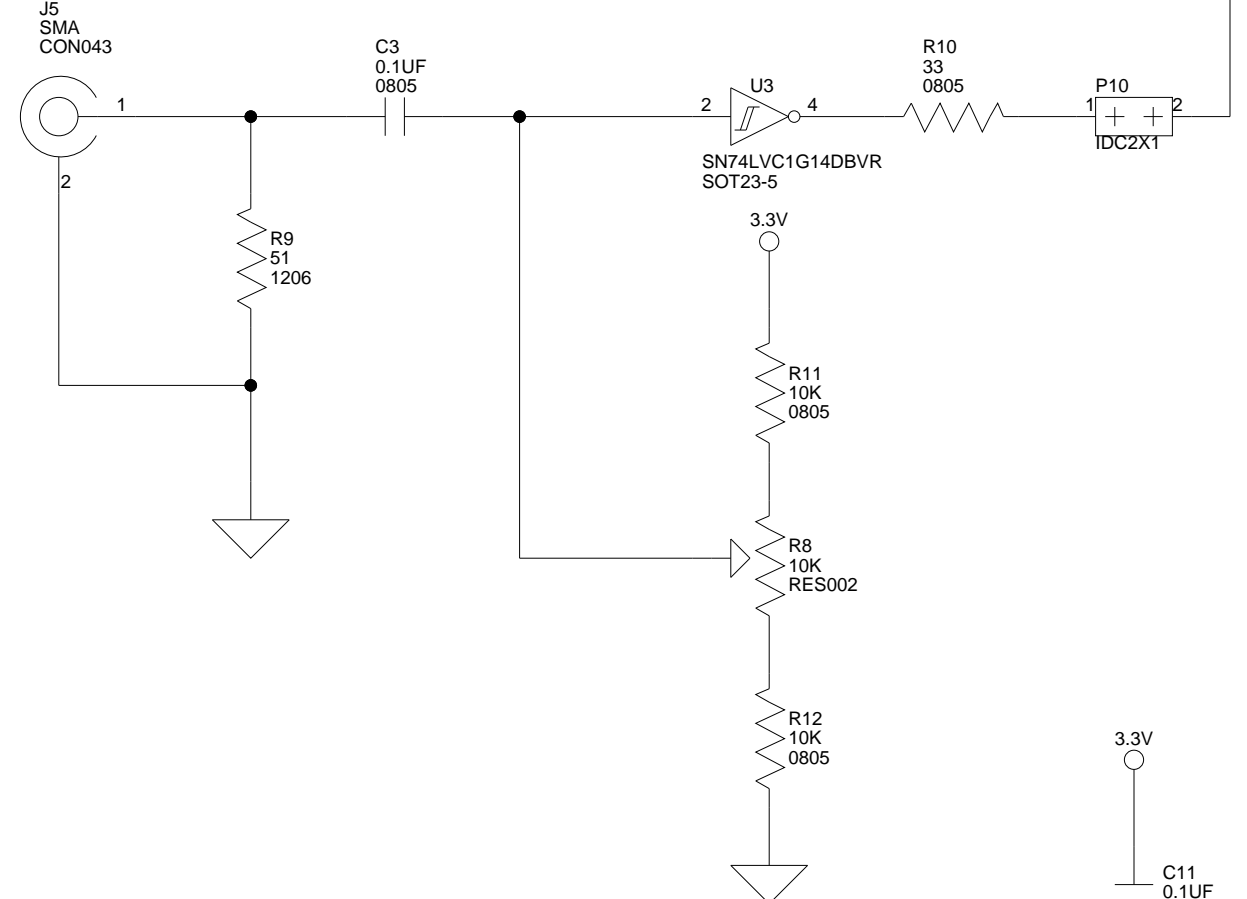 J5
SMA
CON043
1
2
C3
0.1UF
0805
R9
51
1206
2
U3
4
SN74LVC1G14DBVR
SOT23-5
R10
33
0805
P10
1
2
IDC2X1
3.3V
R11
10K
0805
R8
10K
RES002
R12
10K
0805
3.3V
C11
0.1UF